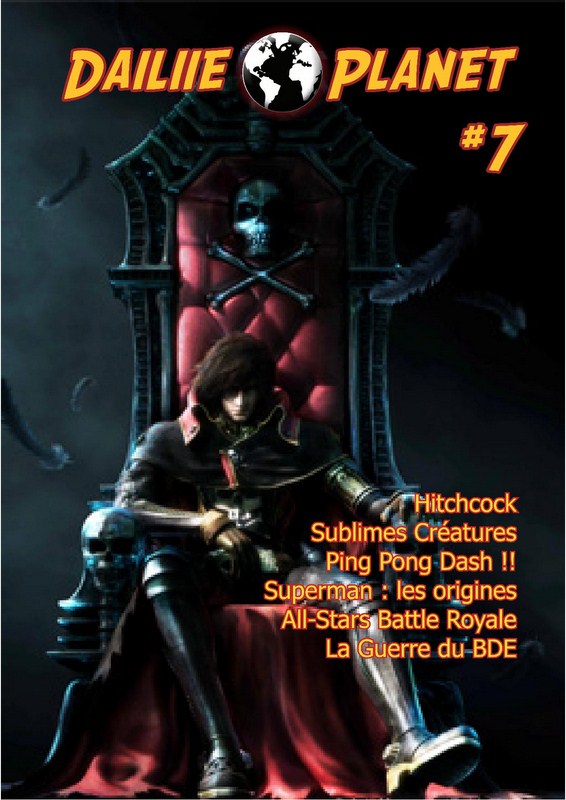 DAILIIE PLANET
#7
Hitchcock
Sublimes Créatures
Ping Pong Dash !!
Superman : les origines
All-Stars Battle Royale
La Guerre du BDE